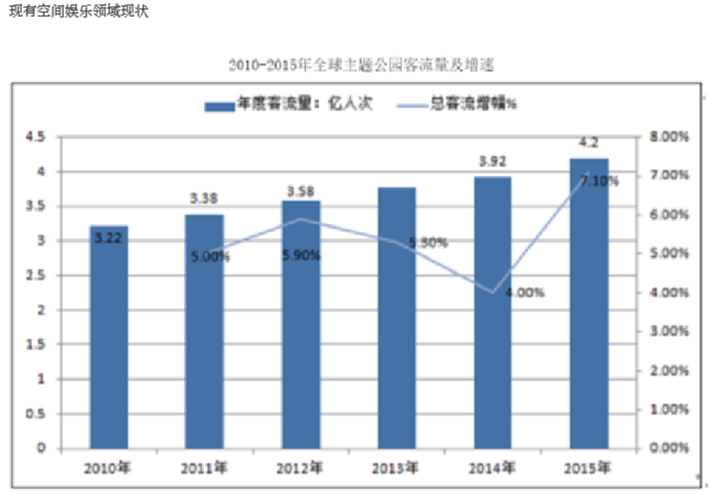 现有空间娱乐领域现状
2010-2015年全球主题公园客流量及增速
年度客流量：亿人次 总客流增幅%
4.5 8.00%
4 7.00%
3.5 6.00%
3 5.00%
2.5 4.00%
2 3.00%
1.5 2.00%
1 1.00%
0.5 0.00%
0
3.22 3.38 3.58 3.92 4.2
5.00% 5.90% 5.30% 4.00% 7.10%
2010年 2011年 2012年 2013年 2014年 2015年